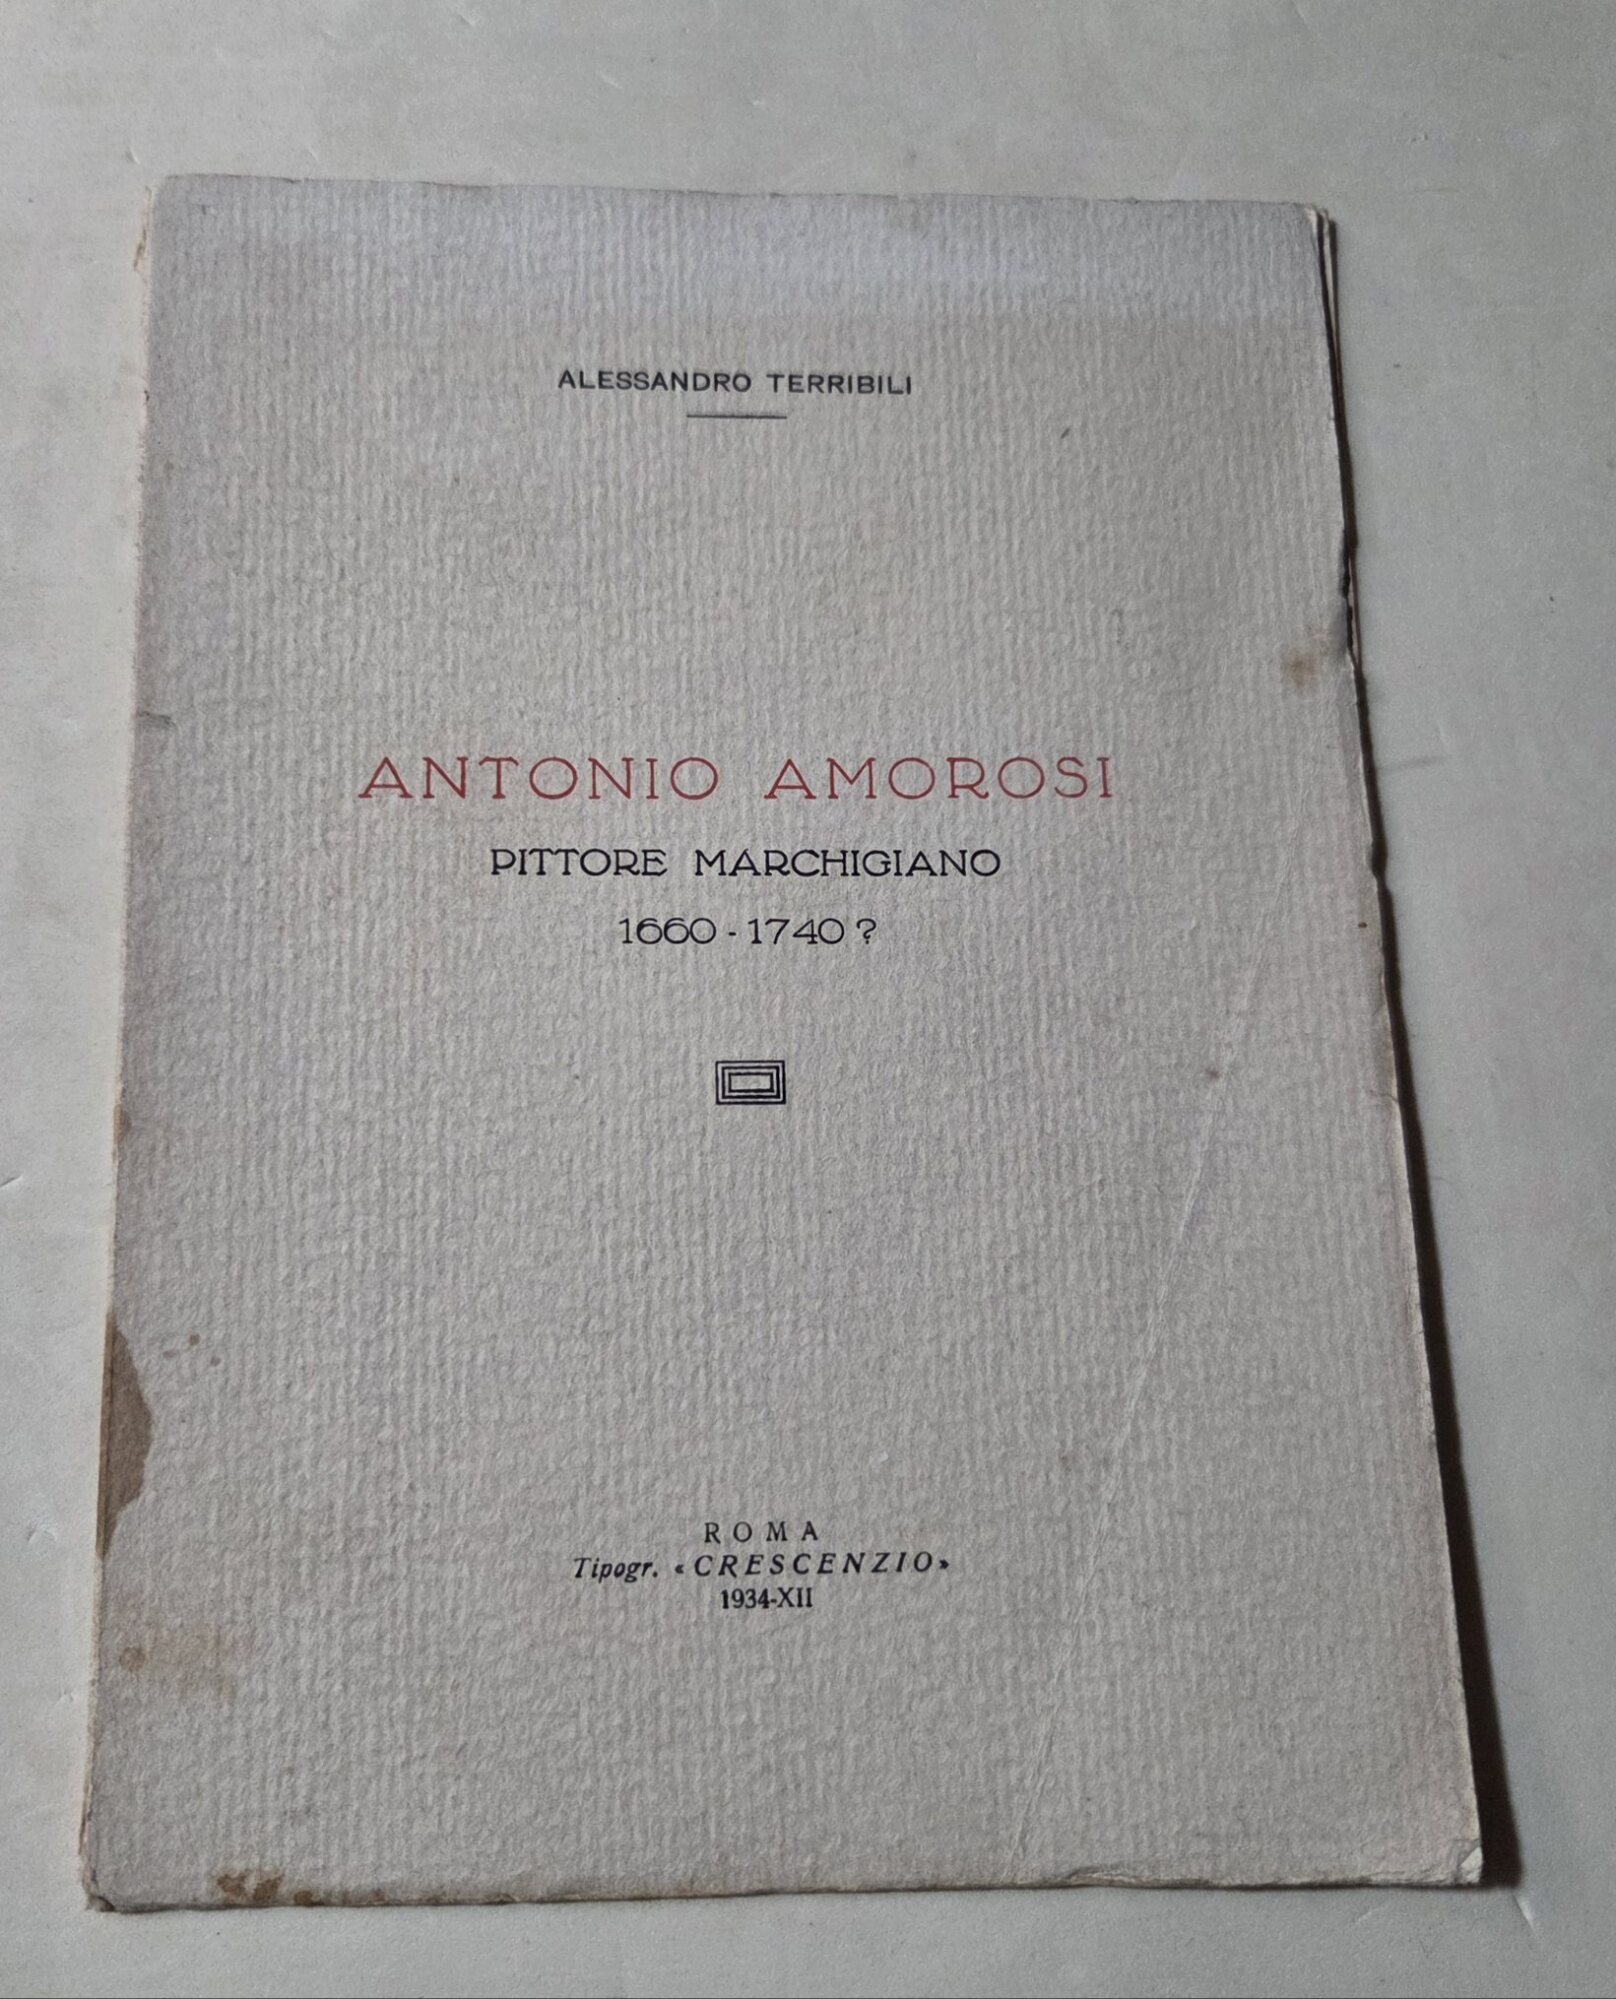 ALESSANDRO TERRIBILI
ANTONIO AMOROSI
PITTORE MARCHIGIANO
1660 - 1740 ?
ROMA
Tipogr. «CRESCENZIO»
1934-XII